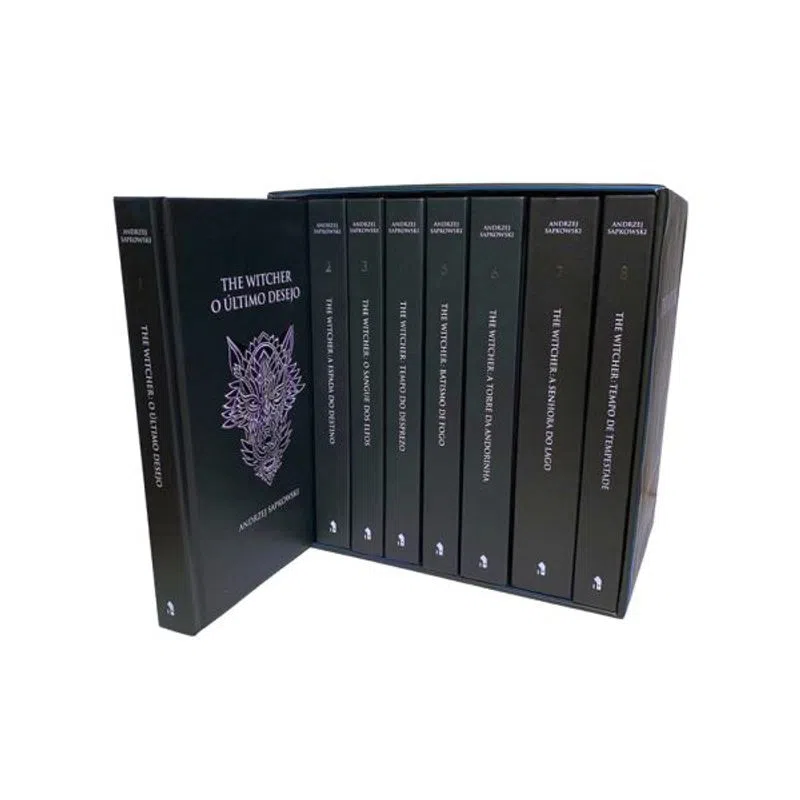 ANDRZEJ
SAPKOWSKI
1
THE WITCHER: O ÚLTIMO DESEJO
THE WITCHER
O ÚLTIMO DESEJO
ANDRZEJ SAPKOWSKI
ANDRZEJ
SAPKOWSKI
2
THE WITCHER: A ESPADA DO DESTINO
ANDRZEJ
SAPKOWSKI
3
THE WITCHER: O SANGUE DOS ELFOS
ANDRZEJ
SAPKOWSKI
THE WITCHER: TEMPO DO DESPREZO
ANDRZEJ
SAPKOWSKI
5
THE WITCHER: BATISMO DE FOGO
ANDRZEJ
SAPKOWSKI
6
THE WITCHER: A TORRE DA ANDORINHA
ANDRZEJ
SAPKOWSKI
7
THE WITCHER: A SENHORA DO LAGO
ANDRZEJ
SAPKOWSKI
8
THE WITCHER: TEMPO DE TEMPESTADE